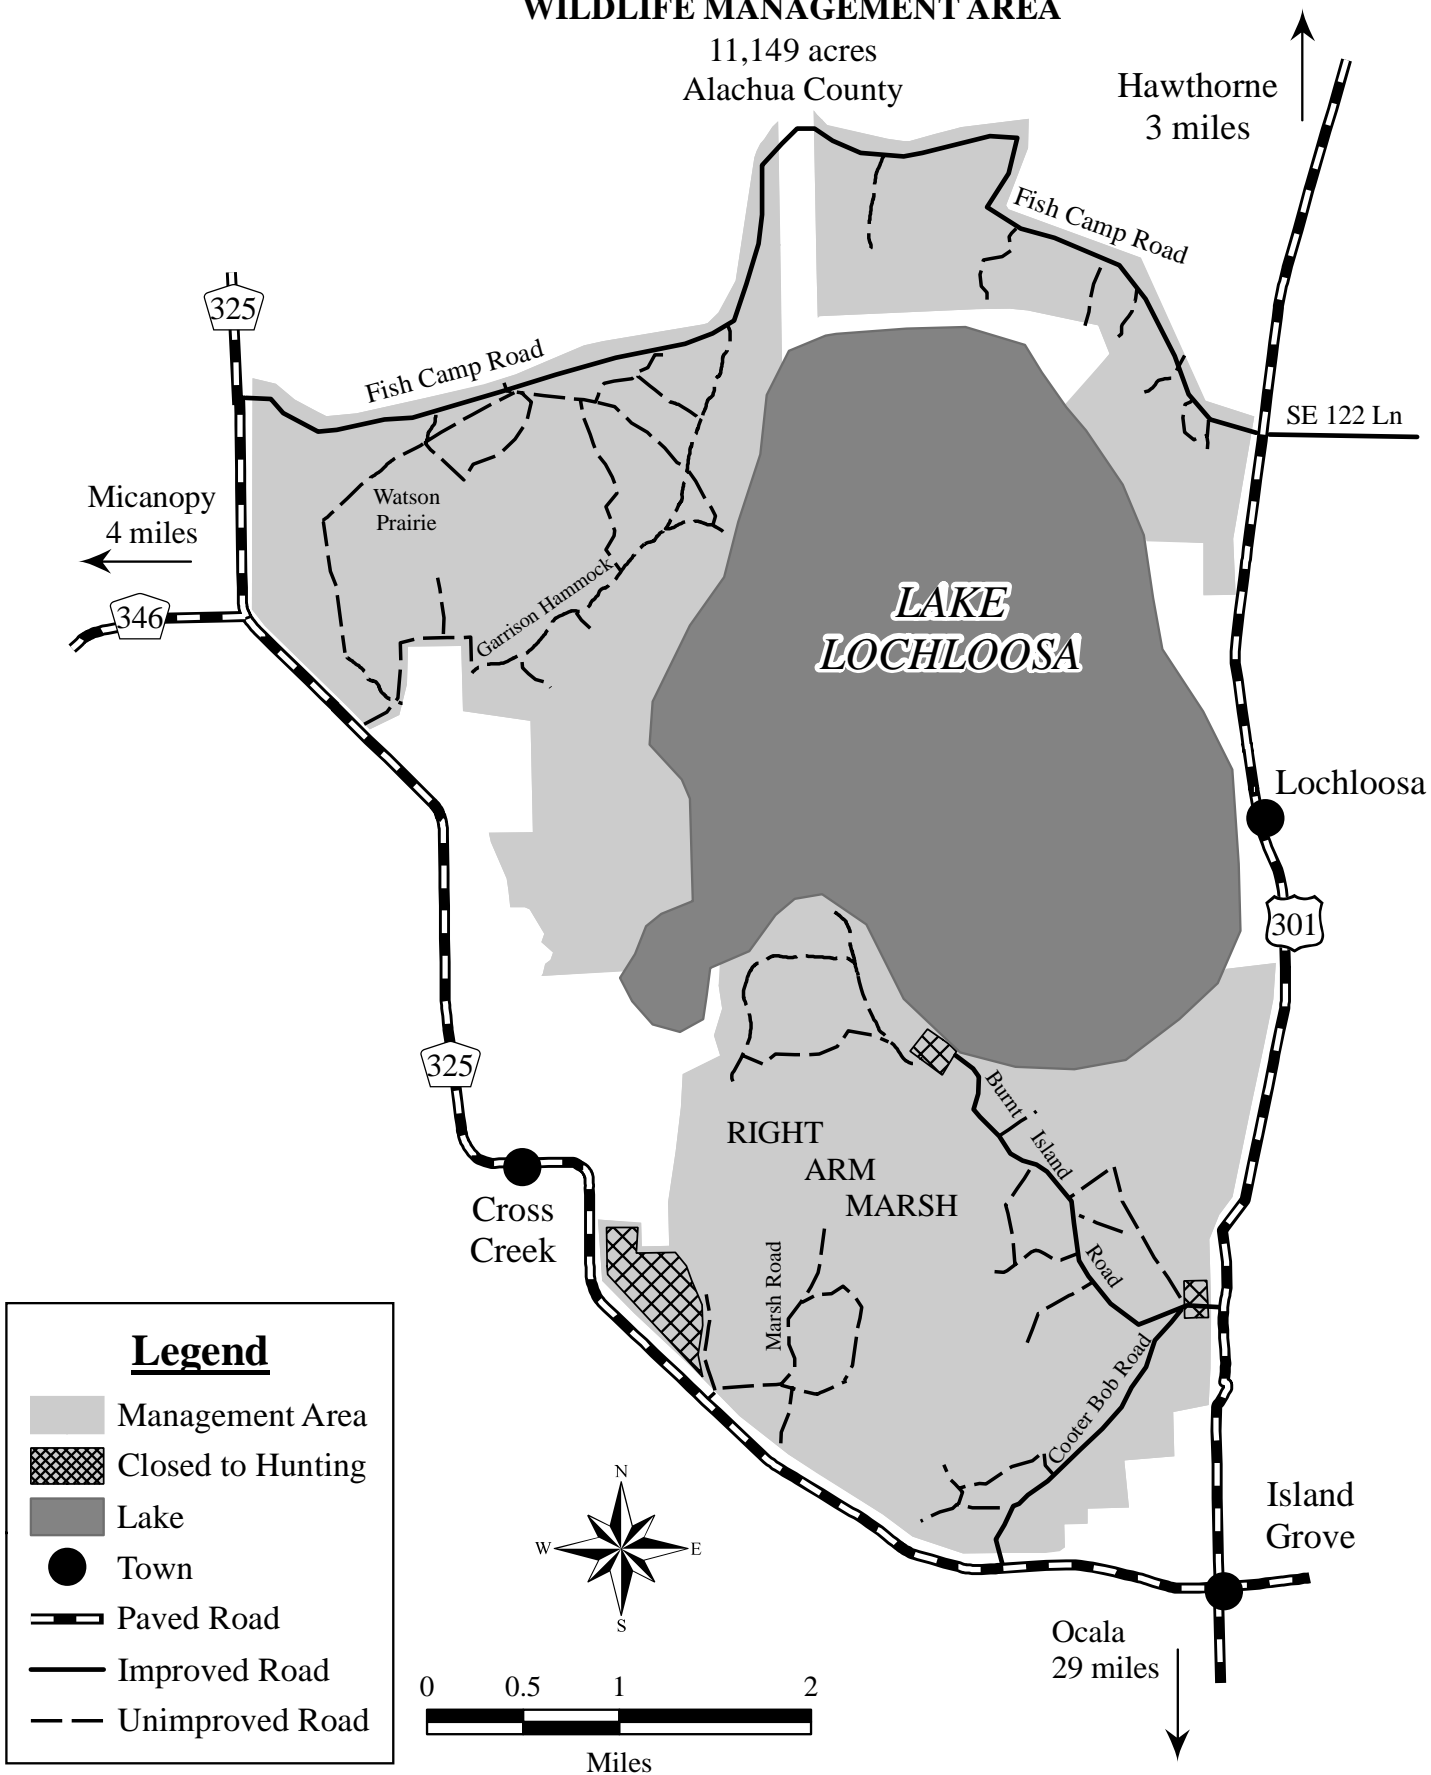 WILDLIFE MANAGEMENT AREA
11,149 acres
Alachua County
Hawthorne
3 miles
Fish Camp Road
325
Fish Camp Road
SE 122 Ln
Micanopy
4 miles
Watson
Prairie
346
Garrison Hammock
LAKE
LOCHLOOSA
Lochloosa
301
325
Burnt
Island
Road
RIGHT
ARM
MARSH
Cross
Creek
Marsh Road
Cooter Bob Road
Island
Grove
Ocala
29 miles
Legend
Management Area
Closed to Hunting
Lake
Town
Paved Road
Improved Road
Unimproved Road
N
W E
S
0 0.5 1 2
Miles